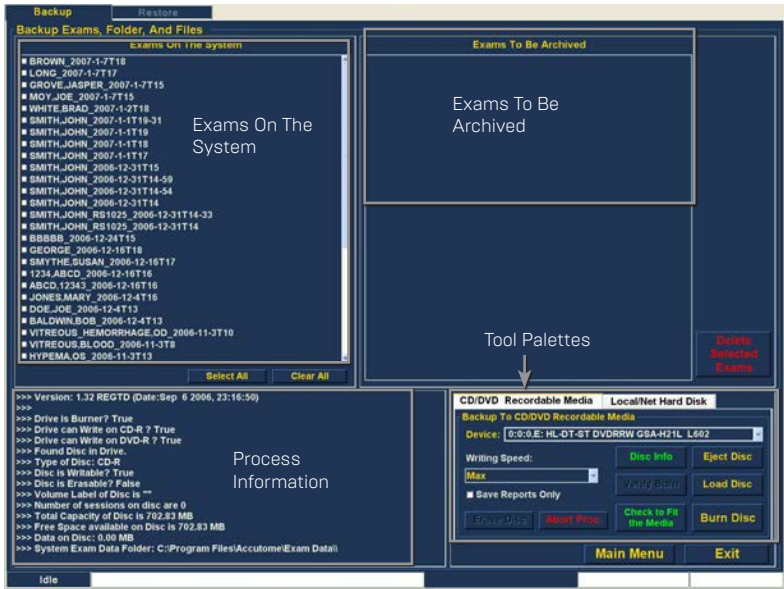 Backup
Restore
Backup Exams, Folder, And Files
Exams On The System
BROWN_2007-1-7T18
LONG_2007-1-7T17
GROVE,JASPER_2007-1-7T15
MOY,JOE_2007-1-7T15
WHITE,BRAD_2007-1-2T18
SMITH,JOHN_2007-1-1T19-31
SMITH,JOHN_2007-1-1T19
SMITH,JOHN_2007-1-1T18
SMITH,JOHN_2007-1-1T17
SMITH,JOHN_2006-12-31T15
SMITH,JOHN_2006-12-31T14-59
SMITH,JOHN_2006-12-31T14-54
SMITH,JOHN_2006-12-31T14
SMITH,JOHN_RS1025_2006-12-31T14-33
SMITH,JOHN_RS1025_2006-12-31T14
BBBBB_2006-12-24T15
GEORGE_2006-12-16T18
SMYTHE,SUSAN_2006-12-16T17
1234,ABCD_2006-12-16T16
ABCD,12343_2006-12-16T16
JONES,MARY_2006-12-4T16
DOE,JOE_2006-12-4T13
BALDWIN,BOB_2006-12-4T13
VITREOUS_HEMORRHAGE,OD_2006-11-3T10
VITREOUS,BLOOD_2006-11-3T8
HYPEMA,OS_2006-11-3T13
Exams On The
System
Select All
Clear All
Exams To Be Archived
Exams To Be
Archived
Delete
Selected
Exams
Tool Palettes
>>> Version: 1.32 REGTD (Date:Sep 6 2006, 23:16:50)
>>>
>>> Drive is Burner? True
>>> Drive can Write on CD-R ? True
>>> Drive can Write on DVD-R ? True
>>> Found Disc in Drive.
>>> Type of Disc: CD-R
>>> Disc is Writable? True
>>> Disc is Erasable? False
>>> Volume Label of Disc is ""
>>> Number of sessions on disc are 0
>>> Total Capacity of Disc is 702.83 MB
>>> Free Space available on Disc is 702.83 MB
>>> Data on Disc: 0.00 MB
>>> System Exam Data Folder: C:\Program Files\Accutome\Exam Data\\
Process
Information
CD/DVD Recordable Media
Local/Net Hard Disk
Backup To CD/DVD Recordable Media
Device: 0:0:0,E: HL-DT-ST DVDRRW GSA-H21L L602
Writing Speed:
Max
Save Reports Only
Disc Info
Eject Disc
Verify Burn
Load Disc
Erase Disc
Abort Proc
Check to Fit
the Media
Burn Disc
Main Menu
Exit
Idle